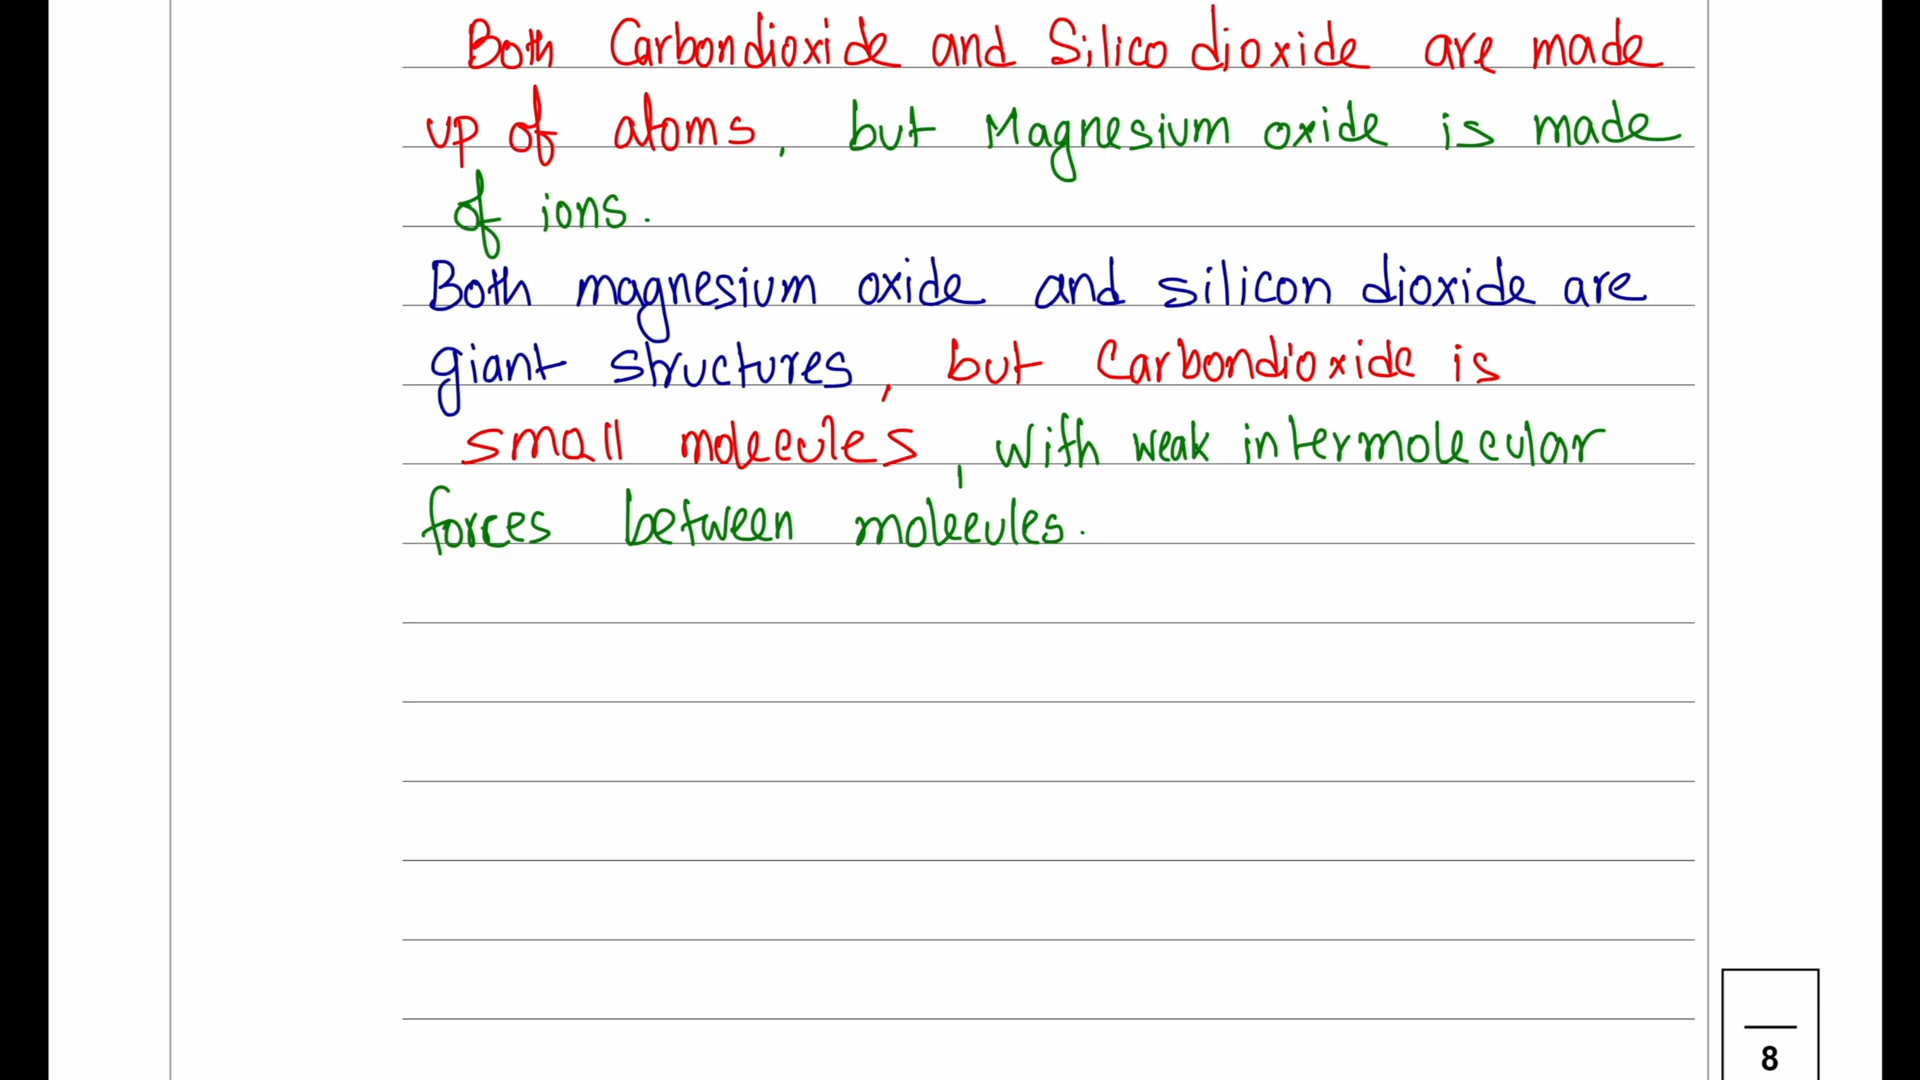 Both Carbondioxide and Silico dioxide are made
up of atoms, but Magnesium oxide is made
of ions.
Both magnesium oxide and silicon dioxide are
giant structures, but Carbondioxide is
small molecules, with weak intermolecular
forces between molecules.
8